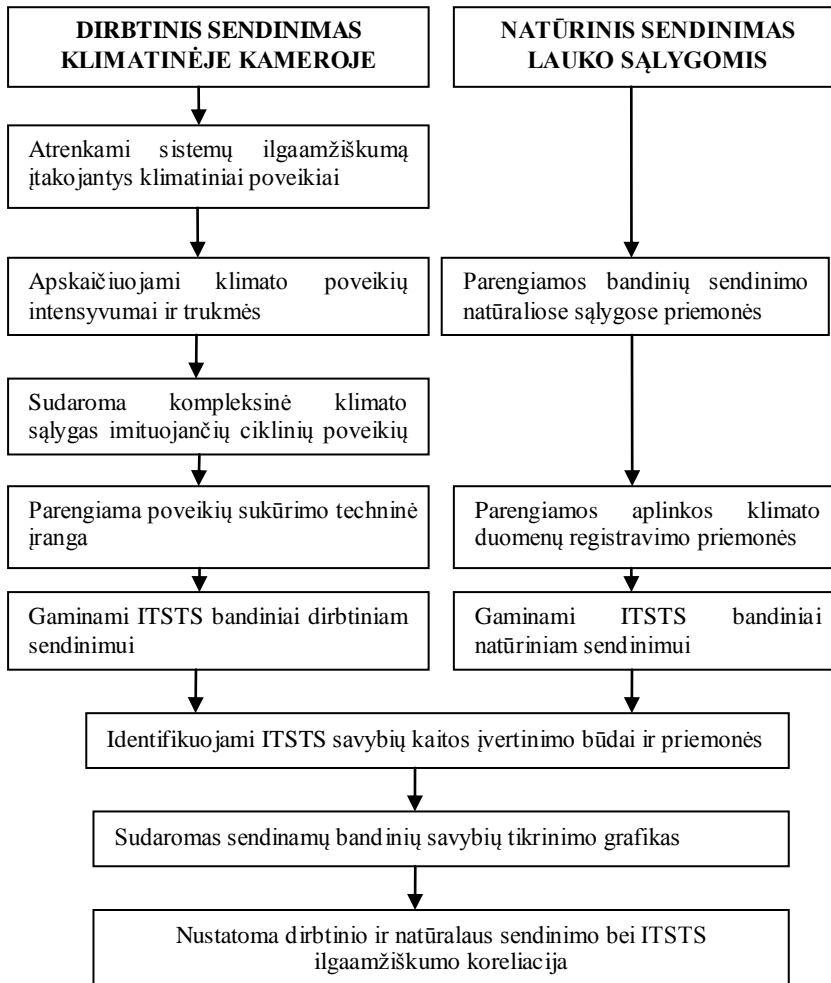 DIRBTINIS SENDINIMAS
KLIMATINĖJE KAMEROJE
Atrenkami sistemų ilgaamžiškumą
įtakojantys klimatiniai poveikiai
Apskaičiuojami klimato poveikių
intensyvumai ir trukmės
Sudaroma kompleksinė klimato
sąlygas imituojančių ciklinių poveikių
Parengiama poveikių sukūrimo techninė
įranga
Gaminami ITSTS bandiniai dirbtiniam
sendinimui
NATŪRINIS SENDINIMAS
LAUKO SĄLYGOMIS
Parengiamos bandinių sendinimo
natūraliose sąlygose priemonės
Parengiamos aplinkos klimato
duomenų registravimo priemonės
Gaminami ITSTS bandiniai
natūriniam sendinimui
Identifikuojami ITSTS savybių kaitos įvertinimo būdai ir priemonės
Sudaromas sendinamų bandinių savybių tikrinimo grafikas
Nustatoma dirbtinio ir natūralaus sendinimo bei ITSTS
ilgaamžiškumo koreliacija